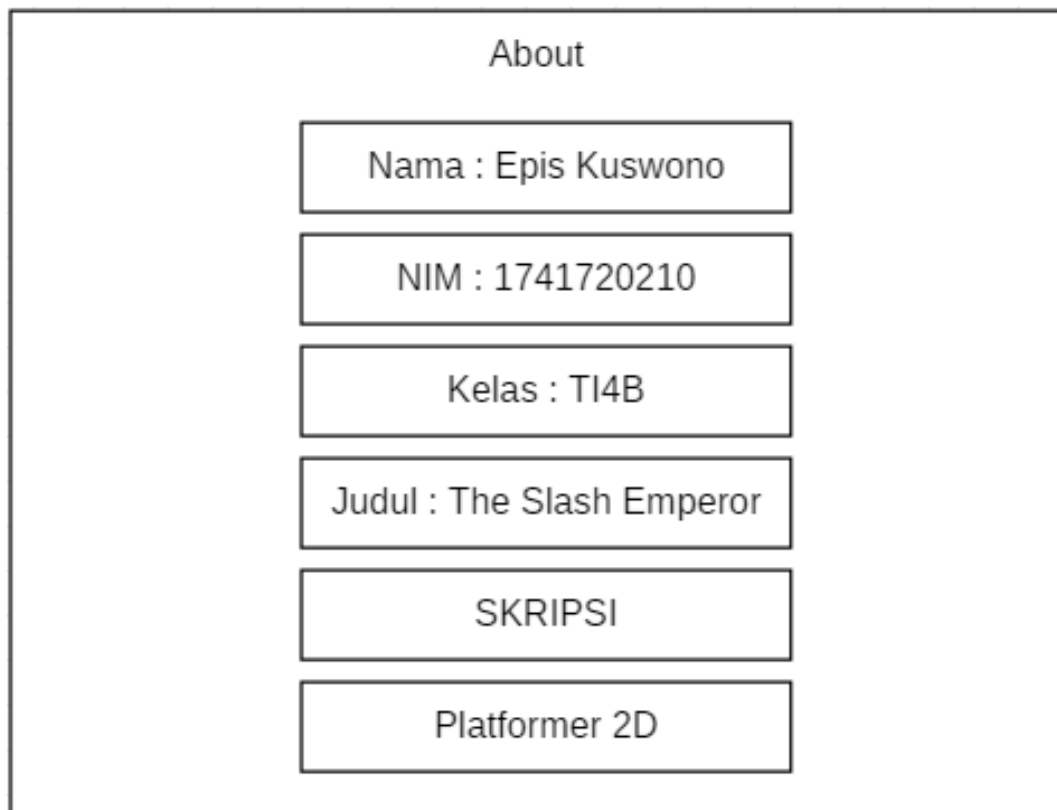 About
Nama : Epis Kuswono
NIM : 1741720210
Kelas : TI4B
Judul : The Slash Emperor
SKRIPSI
Platformer 2D